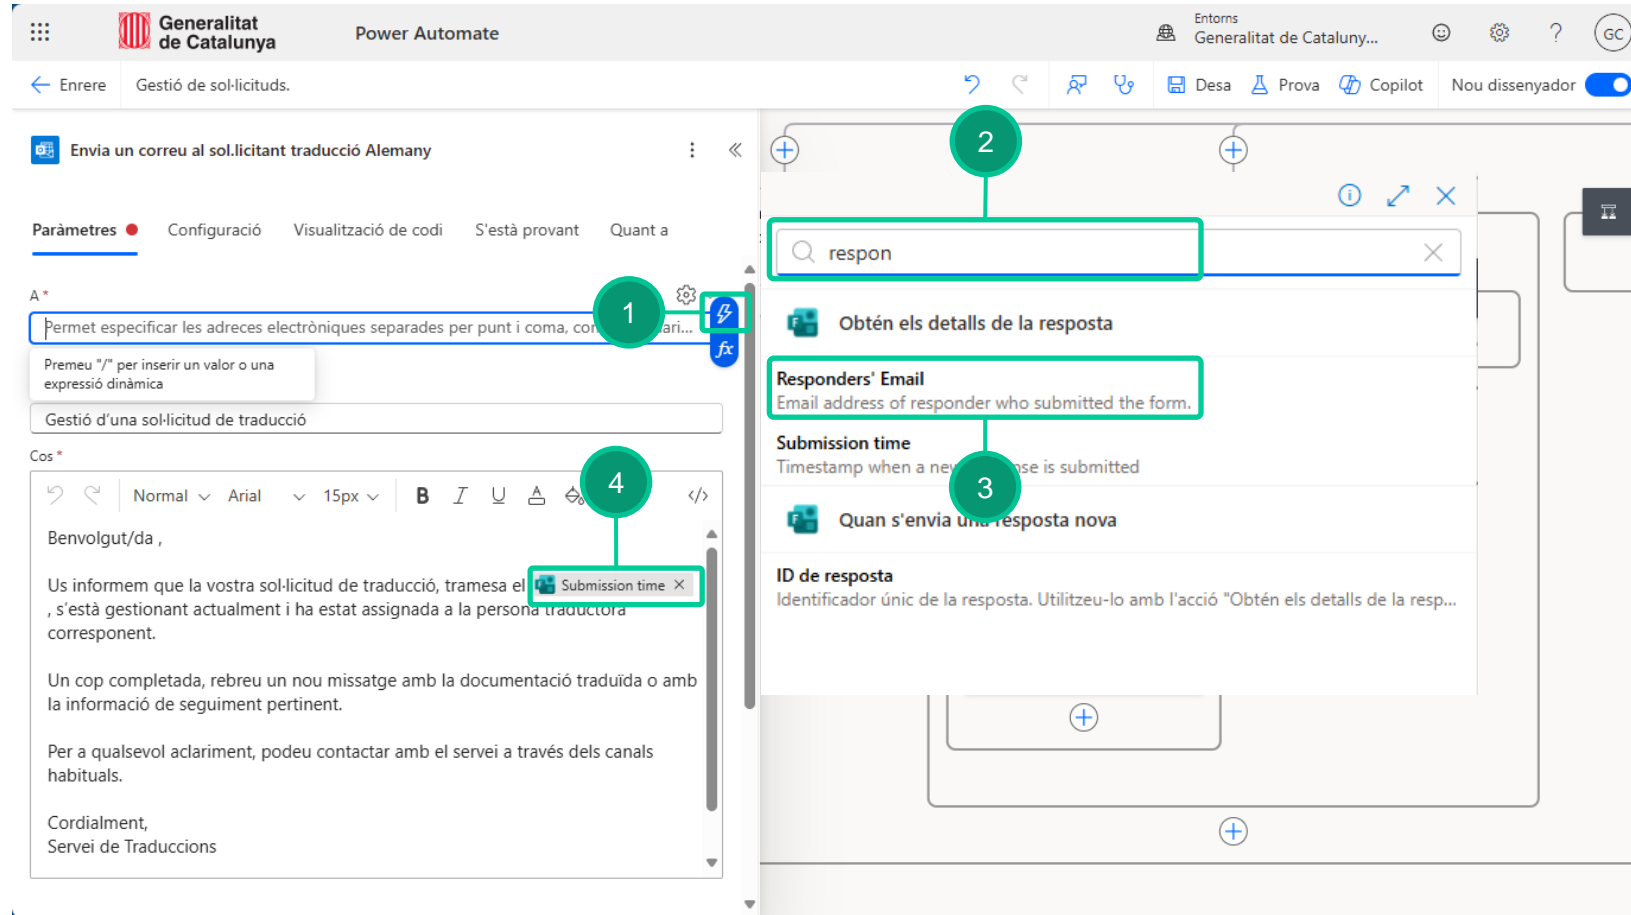 Generalitat
de Catalunya
Power Automate
Entorns
Generalitat de Cataluny...
?
GC
Enrere
Gestió de sol·licituds.
Desa
Prova
Copilot
Nou dissenyador
Envia un correu al sol.licitant traducció Alemany
2
Paràmetres
Configuració
Visualització de codi
S'està provant
Quant a
respon
A *
1
Permet especificar les adreces electròniques separades per punt i coma,
fx
Premeu "/" per inserir un valor o una
expressió dinàmica
Gestió d'una sol·licitud de traducció
Obtén els detalls de la resposta
Responders' Email
Email address of responder who submitted the form.
Submission time
Timestamp when a new is submitted
3
Quan s'envia una resposta nova
ID de resposta
Identificador únic de la resposta. Utilitzeu-lo amb l'acció "Obtén els detalls de la resp...
Cos *
4
Normal
Arial
15px
B
I
U
A
</>
Benvolgut/da ,
Us informem que la vostra sol·licitud de traducció, tramesa el Submission time ×
, s'està gestionant actualment i ha estat assignada a la persona traductora
corresponent.
Un cop completada, rebreu un nou missatge amb la documentació traduïda o amb
la informació de seguiment pertinent.
Per a qualsevol aclariment, podeu contactar amb el servei a través dels canals
habituals.
Cordialment,
Servei de Traduccions